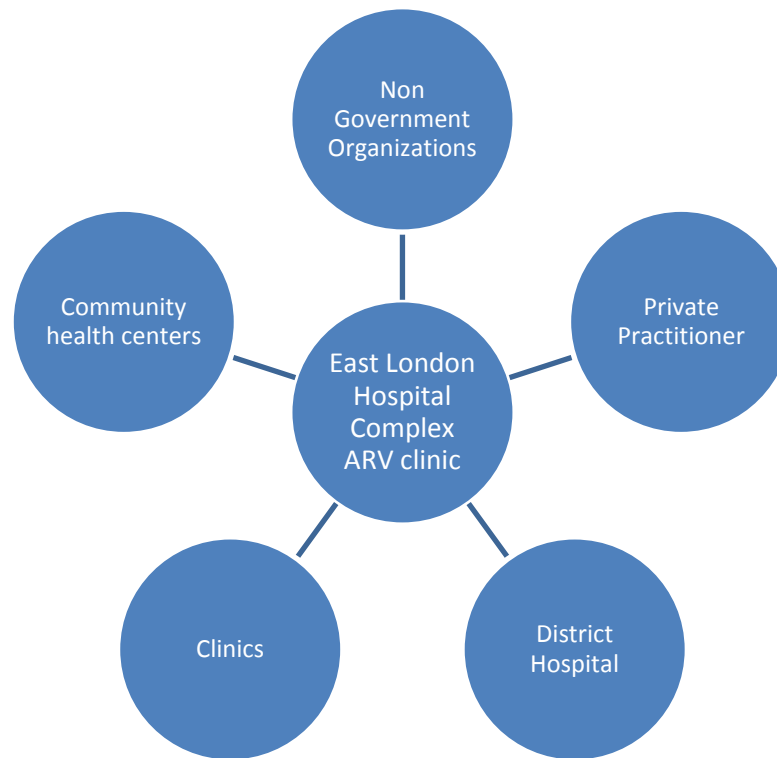 Non
Government
Organizations
Community
health centers
Private
Practitioner
East London
Hospital
Complex
ARV clinic
Clinics
District
Hospital